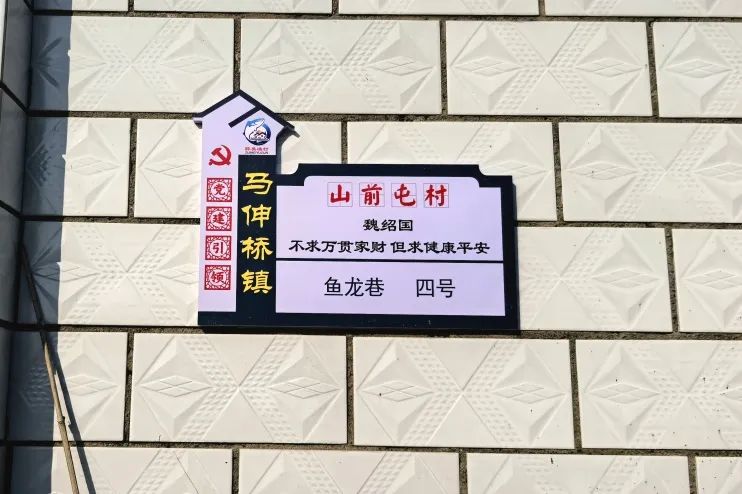 党建引领
马伸桥镇
山前屯村
魏绍国
不求万贯家财 但求健康平安
鱼龙巷 四号